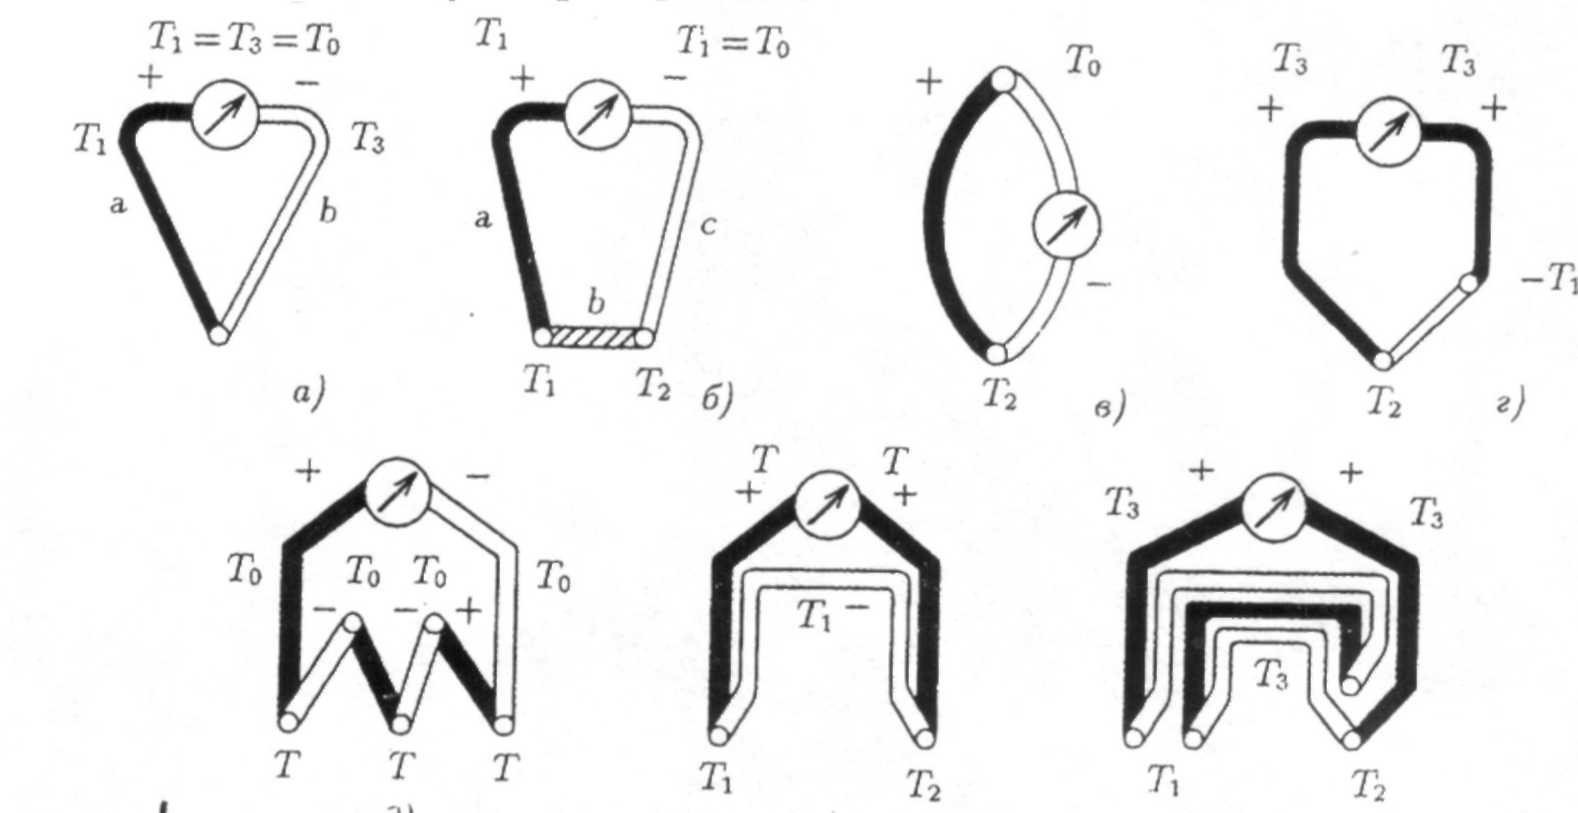 T₁ = T₃ = T₀ T₁ T₁ = T₀
+ − + − + T₀ T₃ T₃
T₁ T₃ + +
a b a c
b − −T₁
T₁ T₂ T₂ T₂
а) б) в) г)
+ − T T + +
+ + T₃ T₃
T₀ T₀ T₀ T₀
− − + T₁ − T₃
T T T T₁ T₂ T₁ T₂